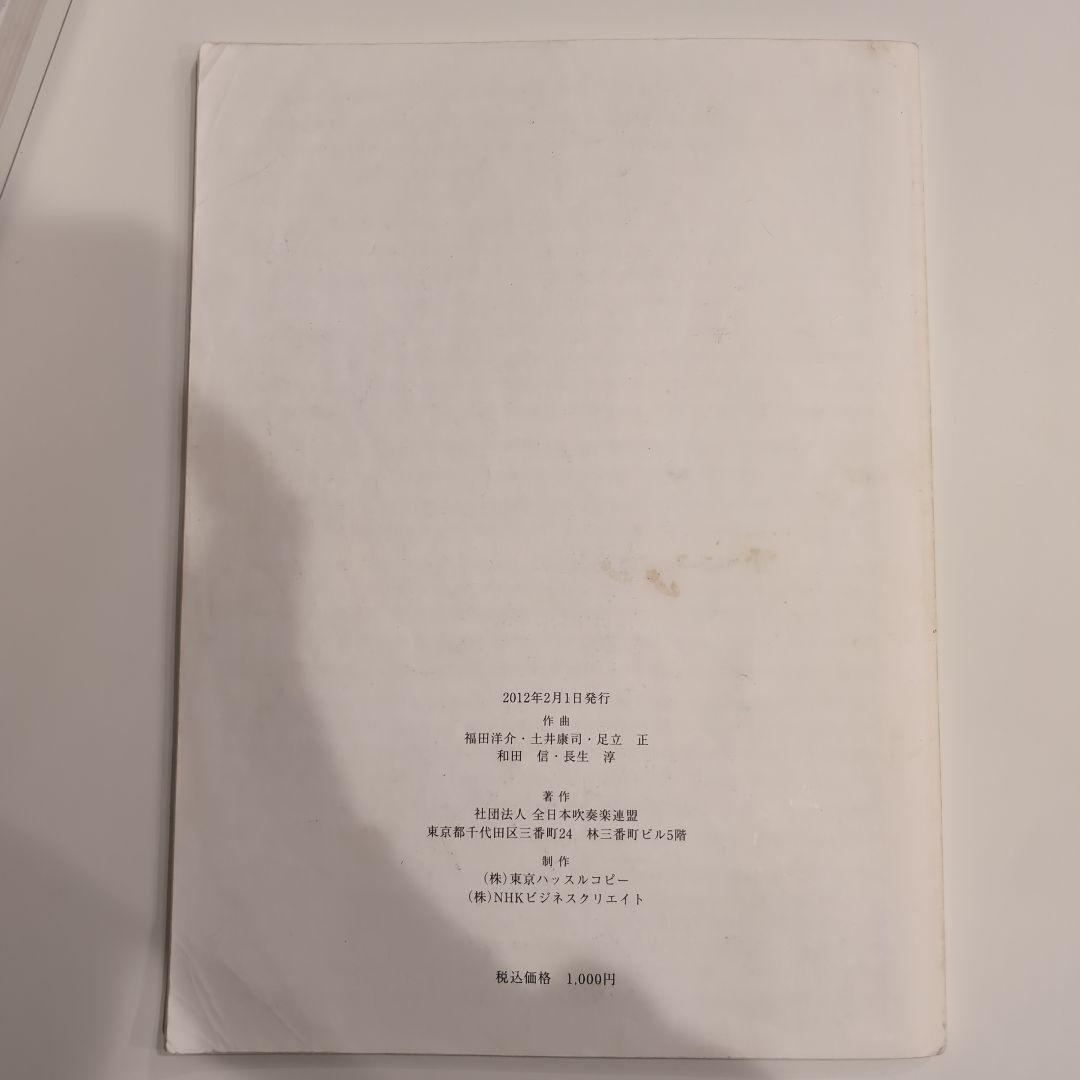 2012年2月1日発行
作 曲
福田洋介・土井康司・足立　正
和田　信・長生　淳
著 作
社団法人 全日本吹奏楽連盟
東京都千代田区三番町24　林三番町ビル5階
制 作
(株)東京ハッスルコピー
(株)NHKビジネスクリエイト
税込価格　1,000円